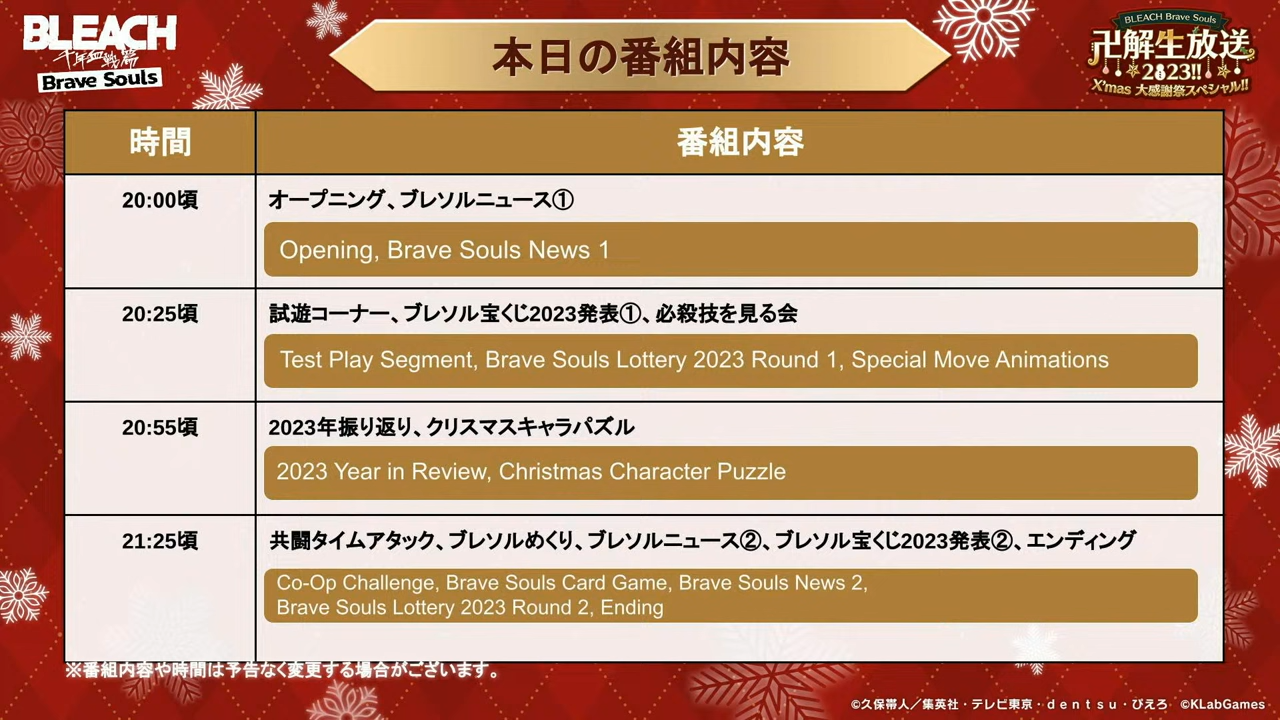 BLEACH
千年血戦篇
Brave Souls
本日の番組内容
BLEACH Brave Souls
卍解生放送
2023!!
X'mas 大感謝祭スペシャル!!
時間
番組内容
20:00頃
オープニング、ブレソルニュース①
Opening, Brave Souls News 1
20:25頃
試遊コーナー、ブレソル宝くじ2023発表①、必殺技を見る会
Test Play Segment, Brave Souls Lottery 2023 Round 1, Special Move Animations
20:55頃
2023年振り返り、クリスマスキャラパズル
2023 Year in Review, Christmas Character Puzzle
21:25頃
共闘タイムアタック、ブレソルめくり、ブレソルニュース②、ブレソル宝くじ2023発表②、エンディング
Co-Op Challenge, Brave Souls Card Game, Brave Souls News 2,
Brave Souls Lottery 2023 Round 2, Ending
※番組内容や時間は予告なく変更する場合がございます。
©久保帯人／集英社・テレビ東京・ｄｅｎｔｓｕ・ぴえろ ©KLabGames